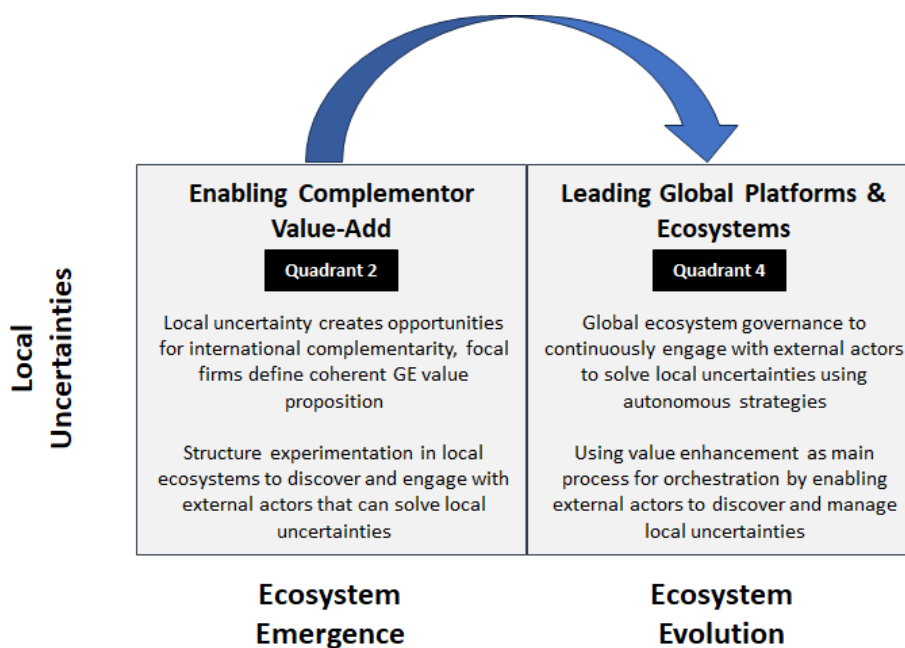 Enabling Complementor
Value-Add
Quadrant 2
Local uncertainty creates opportunities
for international complementarity, focal
firms define coherent GE value
proposition
Structure experimentation in local
ecosystems to discover and engage with
external actors that can solve local
uncertainties
Leading Global Platforms &
Ecosystems
Quadrant 4
Global ecosystem governance to
continuously engage with external actors
to solve local uncertainties using
autonomous strategies
Using value enhancement as main
process for orchestration by enabling
external actors to discover and manage
local uncertainties
Local
Uncertainties
Ecosystem
Emergence
Ecosystem
Evolution